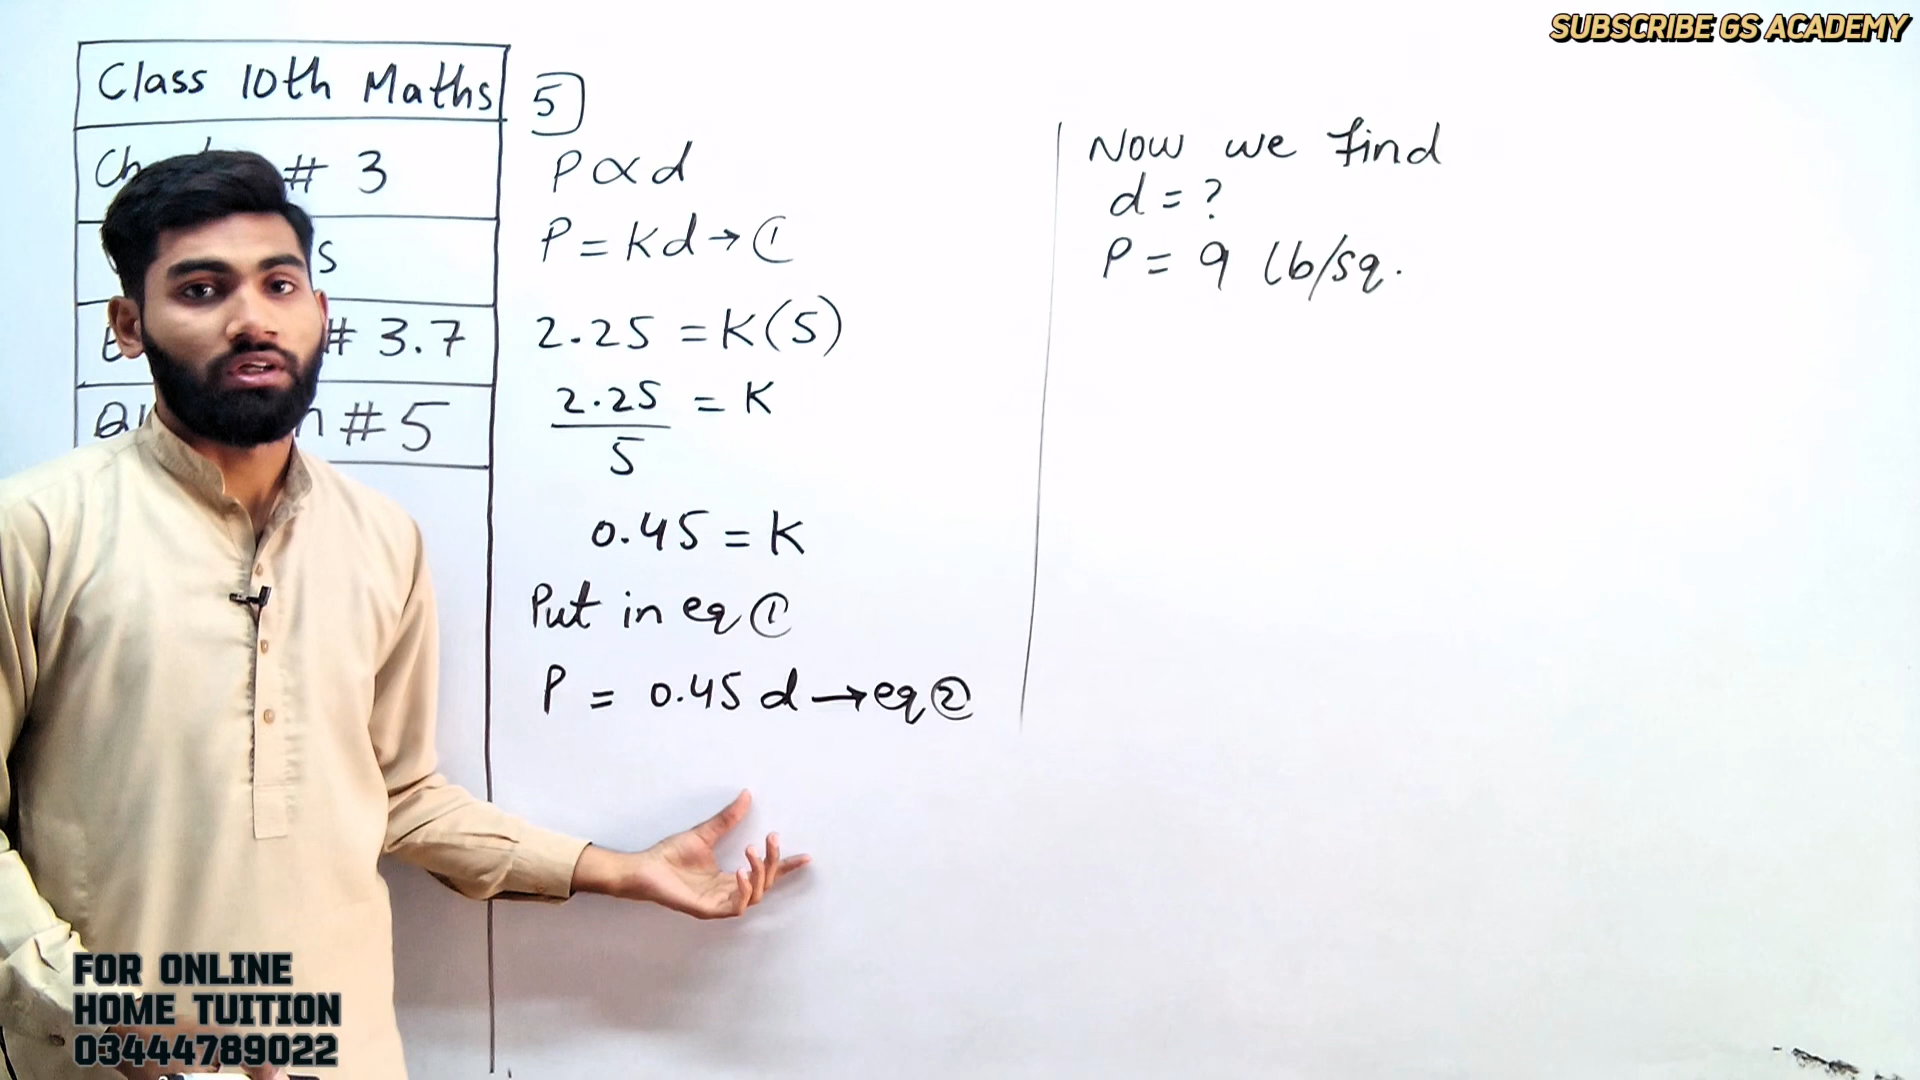 SUBSCRIBE GS ACADEMY
Class 10th Maths
# 3
s
# 3.7
# 5
5
P ∝ d
P = Kd → ①
2.25 = K(5)
2.25 = K
5
0.45 = K
Put in eq ①
P = 0.45 d → eq ②
Now we find
d = ?
P = 9 lb/sq.
FOR ONLINE
HOME TUITION
03444789022